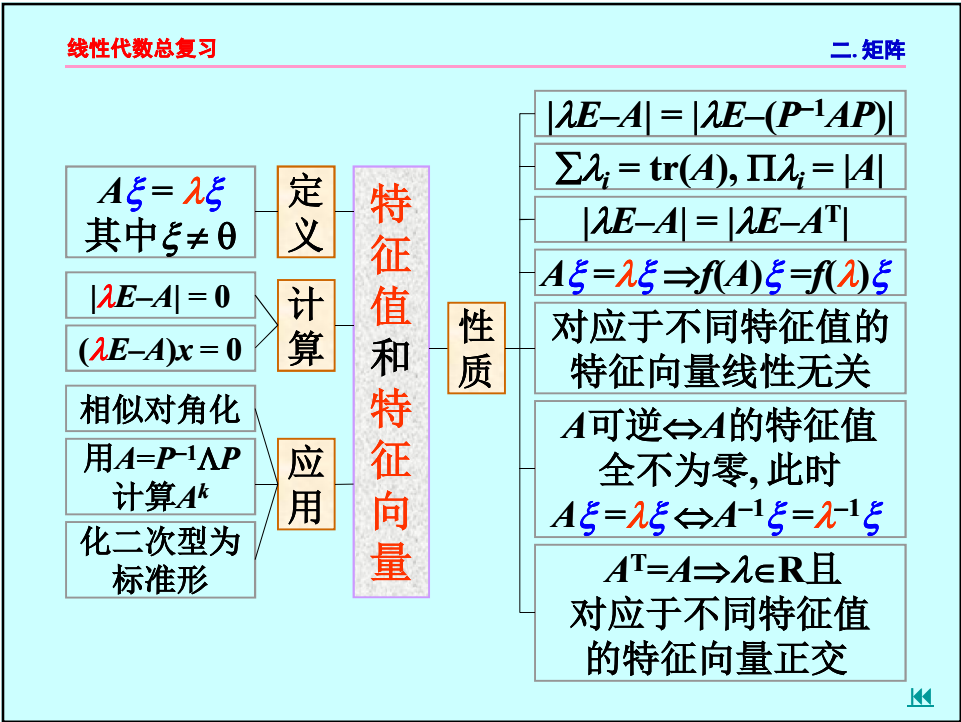 线性代数总复习
二. 矩阵
Aξ = λξ
其中ξ ≠ θ
定
义
|λE–A| = 0
(λE–A)x = 0
计
算
相似对角化
用A=P⁻¹ΛP
计算Aᵏ
化二次型为
标准形
应
用
特
征
值
和
特
征
向
量
性
质
|λE–A| = |λE–(P⁻¹AP)|
∑λᵢ = tr(A), ∏λᵢ = |A|
|λE–A| = |λE–Aᵀ|
Aξ =λξ ⇒f(A)ξ =f(λ)ξ
对应于不同特征值的
特征向量线性无关
A可逆⇔A的特征值
全不为零, 此时
Aξ =λξ ⇔A⁻¹ξ =λ⁻¹ξ
Aᵀ=A⇒λ∈R且
对应于不同特征值
的特征向量正交